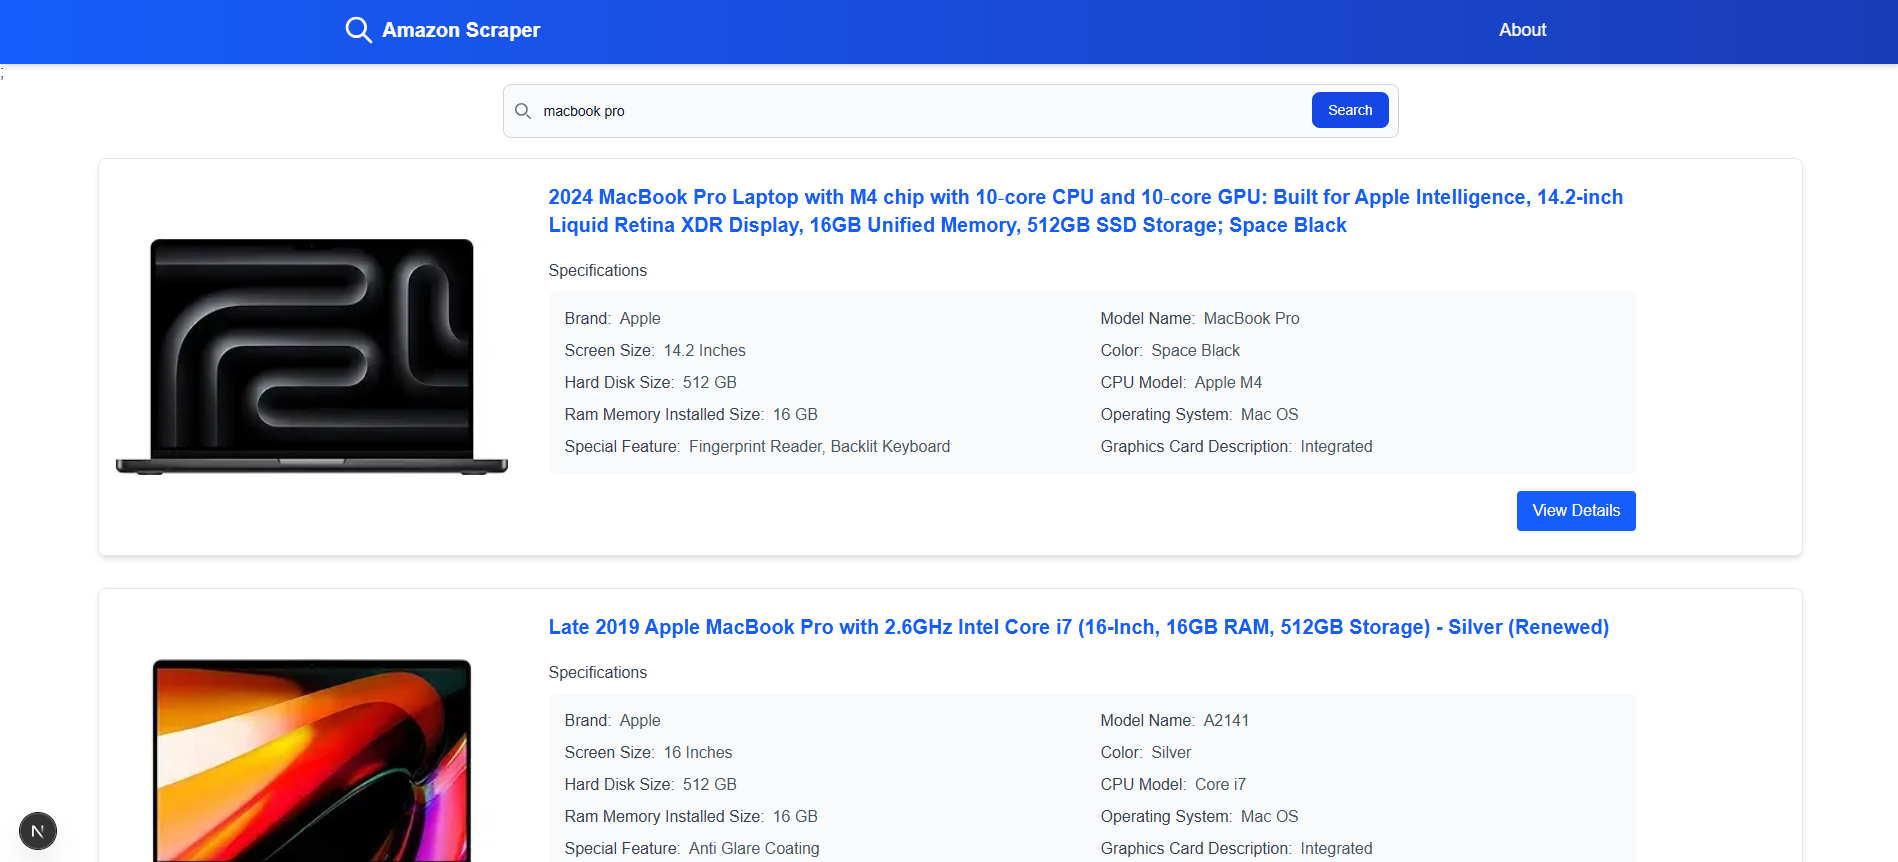 Amazon Scraper
About
;
macbook pro
Search
2024 MacBook Pro Laptop with M4 chip with 10-core CPU and 10-core GPU: Built for Apple Intelligence, 14.2-inch
Liquid Retina XDR Display, 16GB Unified Memory, 512GB SSD Storage; Space Black
Specifications
Brand: Apple
Model Name: MacBook Pro
Screen Size: 14.2 Inches
Color: Space Black
Hard Disk Size: 512 GB
CPU Model: Apple M4
Ram Memory Installed Size: 16 GB
Operating System: Mac OS
Special Feature: Fingerprint Reader, Backlit Keyboard
Graphics Card Description: Integrated
View Details
Late 2019 Apple MacBook Pro with 2.6GHz Intel Core i7 (16-Inch, 16GB RAM, 512GB Storage) - Silver (Renewed)
Specifications
Brand: Apple
Model Name: A2141
Screen Size: 16 Inches
Color: Silver
Hard Disk Size: 512 GB
CPU Model: Core i7
Ram Memory Installed Size: 16 GB
Operating System: Mac OS
Special Feature: Anti Glare Coating
Graphics Card Description: Integrated
N